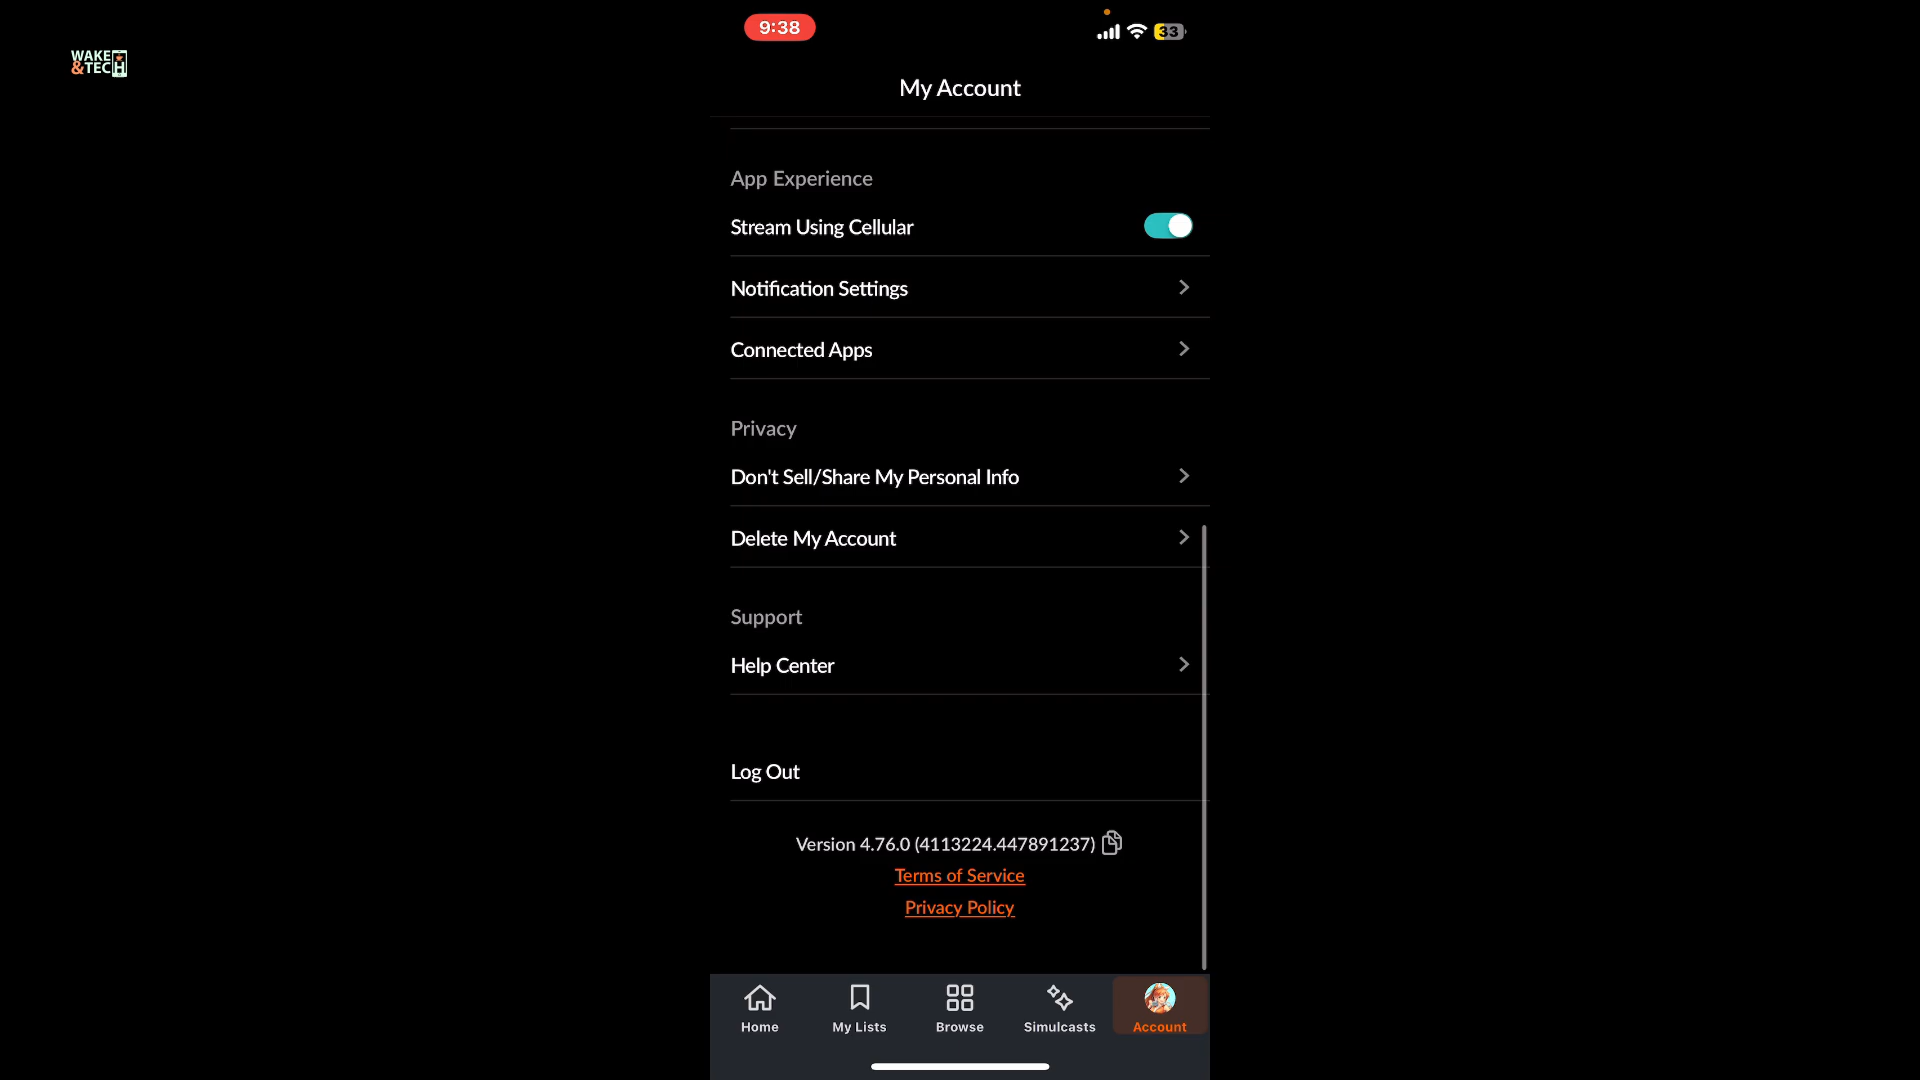 WAKE
&TECH
9:38
33
My Account
App Experience
Stream Using Cellular
Notification Settings
Connected Apps
Privacy
Don't Sell/Share My Personal Info
Delete My Account
Support
Help Center
Log Out
Version 4.76.0 (4113224.447891237)
Terms of Service
Privacy Policy
Home
My Lists
Browse
Simulcasts
Account